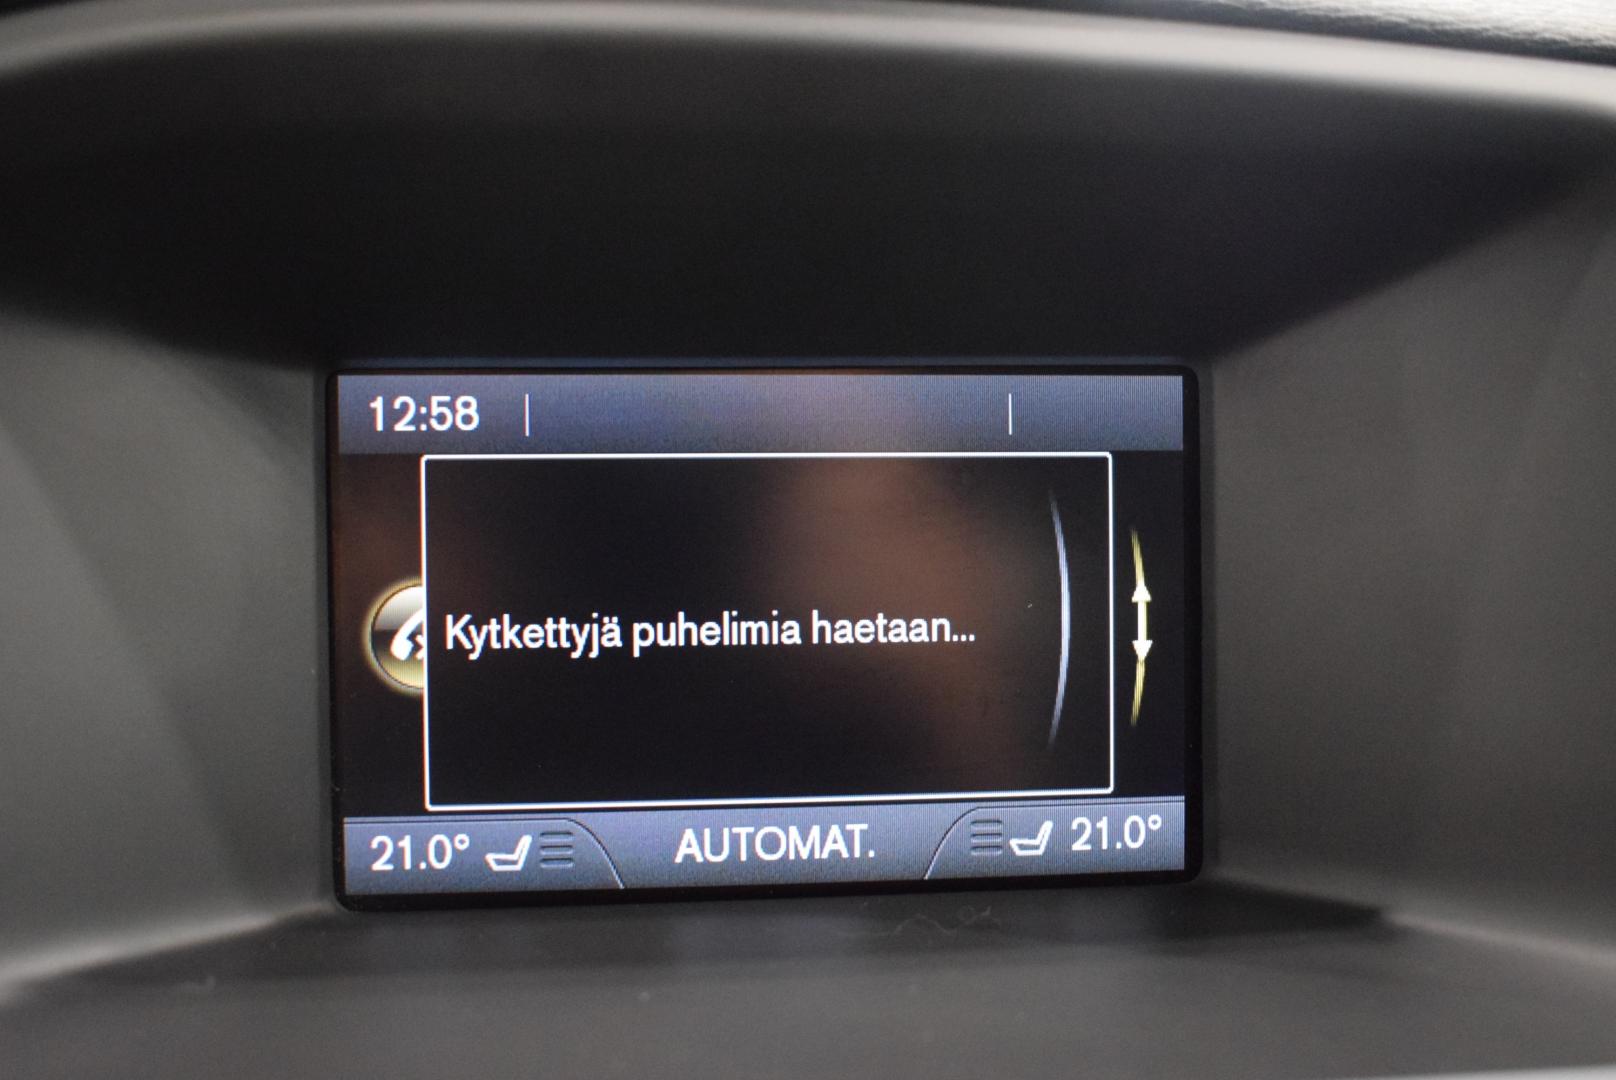 12:58
Kytkettyjä puhelimia haetaan...
21.0° AUTOMAT. 21.0°